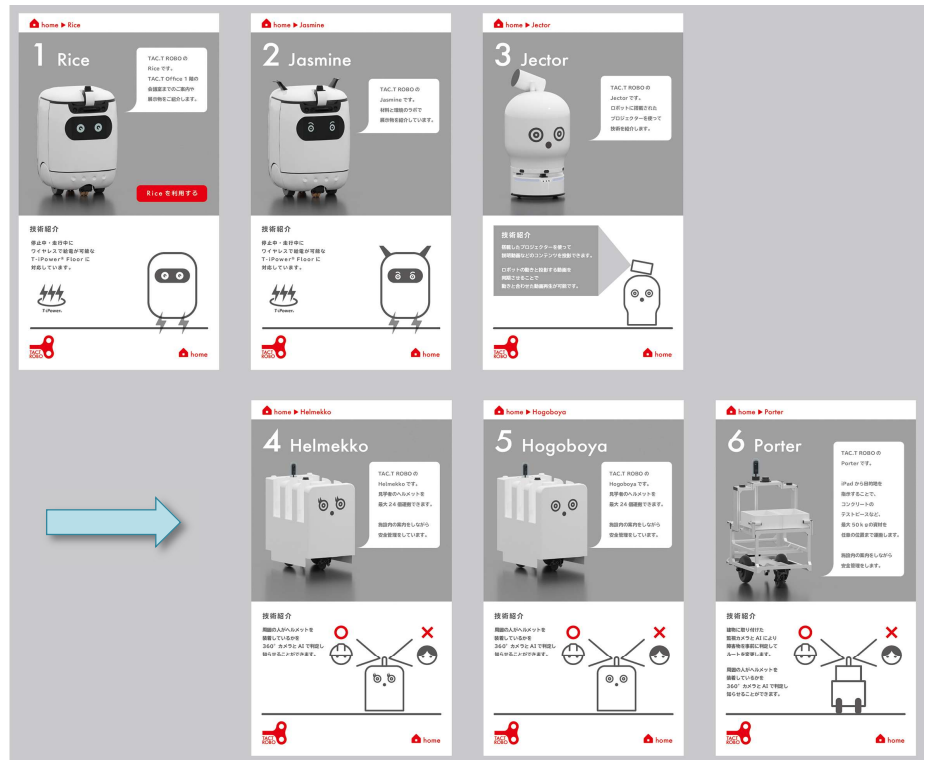 home ▶ Rice
1 Rice
TAC.T ROBO の
Rice です。
TAC.T Office 1 階の
会議室までのご案内や
展示物をご紹介します。
Rice を利用する
技術紹介
停止中・走行中に
ワイヤレスで給電が可能な
T-iPower® Floor に
対応しています。
T-iPower®
TAC.T
ROBO
home
home ▶ Jasmine
2 Jasmine
TAC.T ROBO の
Jasmine です。
材料と環境のラボで
展示物を紹介しています。
技術紹介
停止中・走行中に
ワイヤレスで給電が可能な
T-iPower® Floor に
対応しています。
T-iPower®
TAC.T
ROBO
home
home ▶ Jector
3 Jector
TAC.T ROBO の
Jector です。
ロボットに搭載された
プロジェクターを使って
技術を紹介します。
技術紹介
搭載したプロジェクターを使って
静止動画などのコンテンツを投影できます。
ロボットの動きと投影する動画を
同期させることで
動きと合わせた動画再生が可能です。
TAC.T
ROBO
home
home ▶ Helmekko
4 Helmekko
TAC.T ROBO の
Helmekko です。
見学者のヘルメットを
最大 24 個運搬できます。
施設内の案内をしながら
安全管理をしています。
技術紹介
周囲の人がヘルメットを
装着しているかを
360° カメラと AI で判定し
知らせることができます。
TAC.T
ROBO
home
home ▶ Hogoboya
5 Hogoboya
TAC.T ROBO の
Hogoboya です。
見学者のヘルメットを
最大 24 個運搬できます。
施設内の案内をしながら
安全管理をしています。
技術紹介
周囲の人がヘルメットを
装着しているかを
360° カメラと AI で判定し
知らせることができます。
TAC.T
ROBO
home
home ▶ Porter
6 Porter
TAC.T ROBO の
Porter です。
iPad から目的地を
指示することで、
コンクリートの
テストピースなど、
最大 50kg の資材を
任意の位置まで運搬します。
施設内の案内をしながら
安全管理をします。
技術紹介
建物に取り付けた
監視カメラと AI により
障害物を事前に判定して
ルートを変更します。
周囲の人がヘルメットを
装着しているかを
360° カメラと AI で判定し
知らせることができます。
TAC.T
ROBO
home